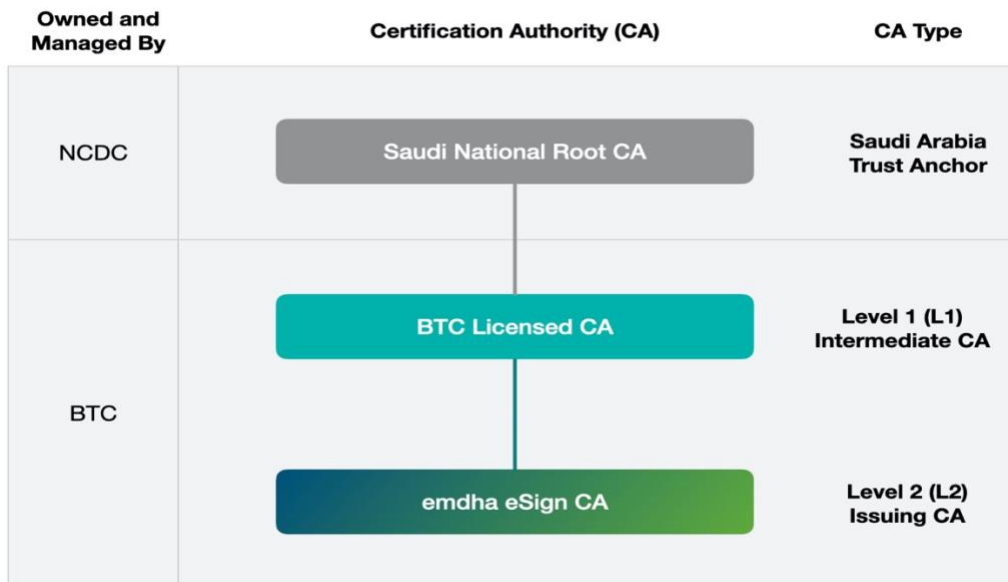 Owned and
Managed By
Certification Authority (CA)
CA Type
NCDC
Saudi National Root CA
Saudi Arabia
Trust Anchor
BTC Licensed CA
Level 1 (L1)
Intermediate CA
BTC
emdha eSign CA
Level 2 (L2)
Issuing CA